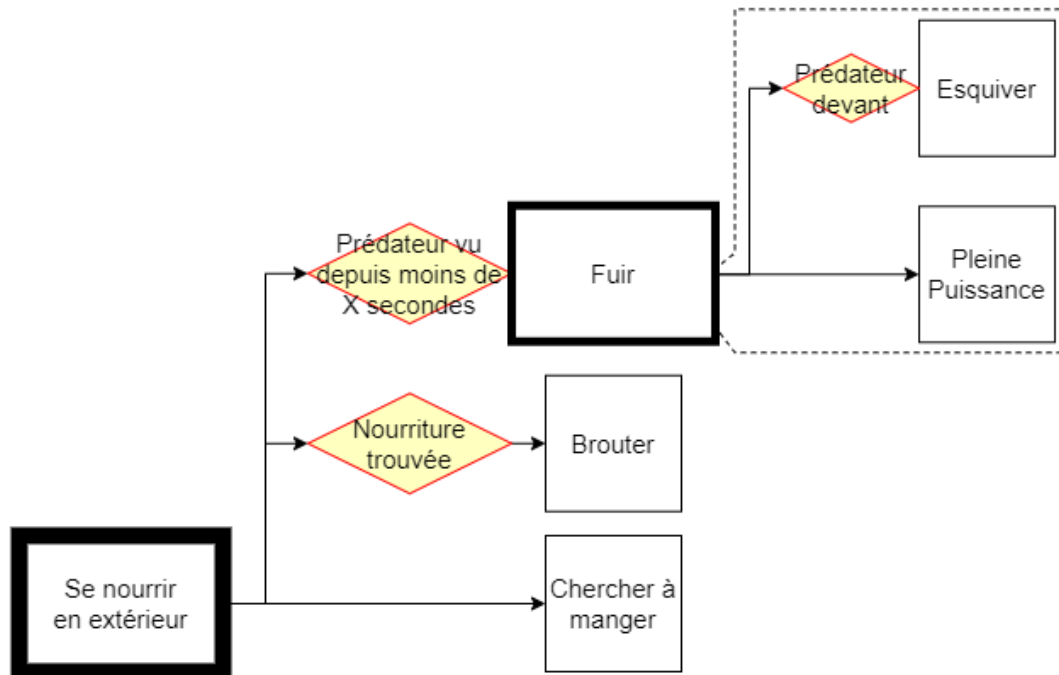 Prédateur
devant
Esquiver
Prédateur vu
depuis moins de
X secondes
Fuir
Pleine
Puissance
Nourriture
trouvée
Brouter
Se nourrir
en extérieur
Chercher à
manger